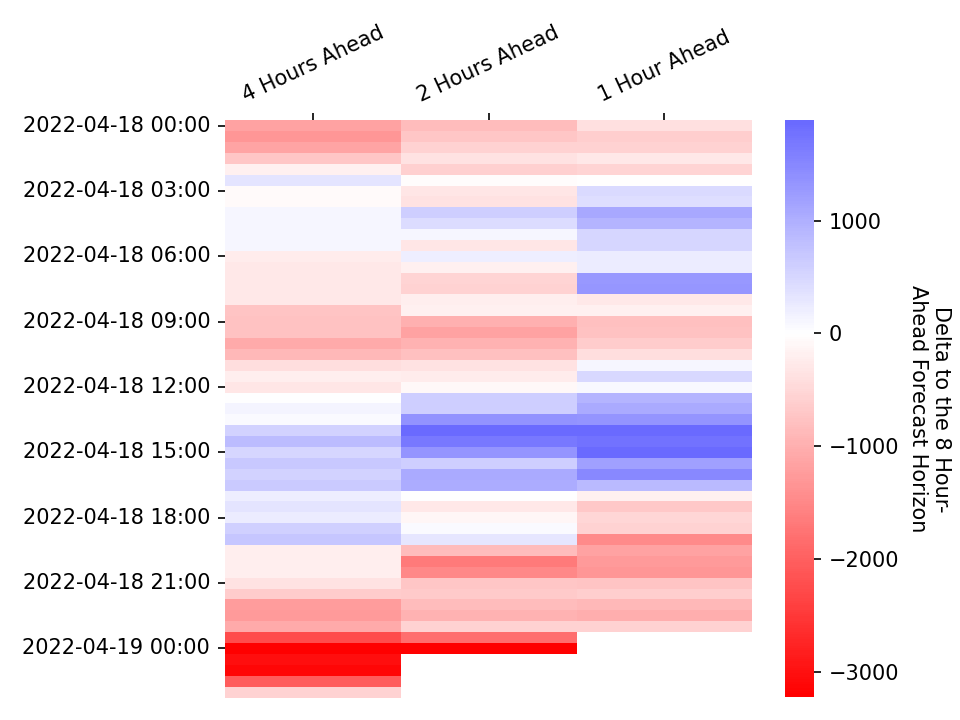 4 Hours Ahead
2 Hours Ahead
1 Hour Ahead
2022-04-18 00:00
2022-04-18 03:00
2022-04-18 06:00
2022-04-18 09:00
2022-04-18 12:00
2022-04-18 15:00
2022-04-18 18:00
2022-04-18 21:00
2022-04-19 00:00
1000
0
−1000
−2000
−3000
Delta to the 8 Hour-
Ahead Forecast Horizon